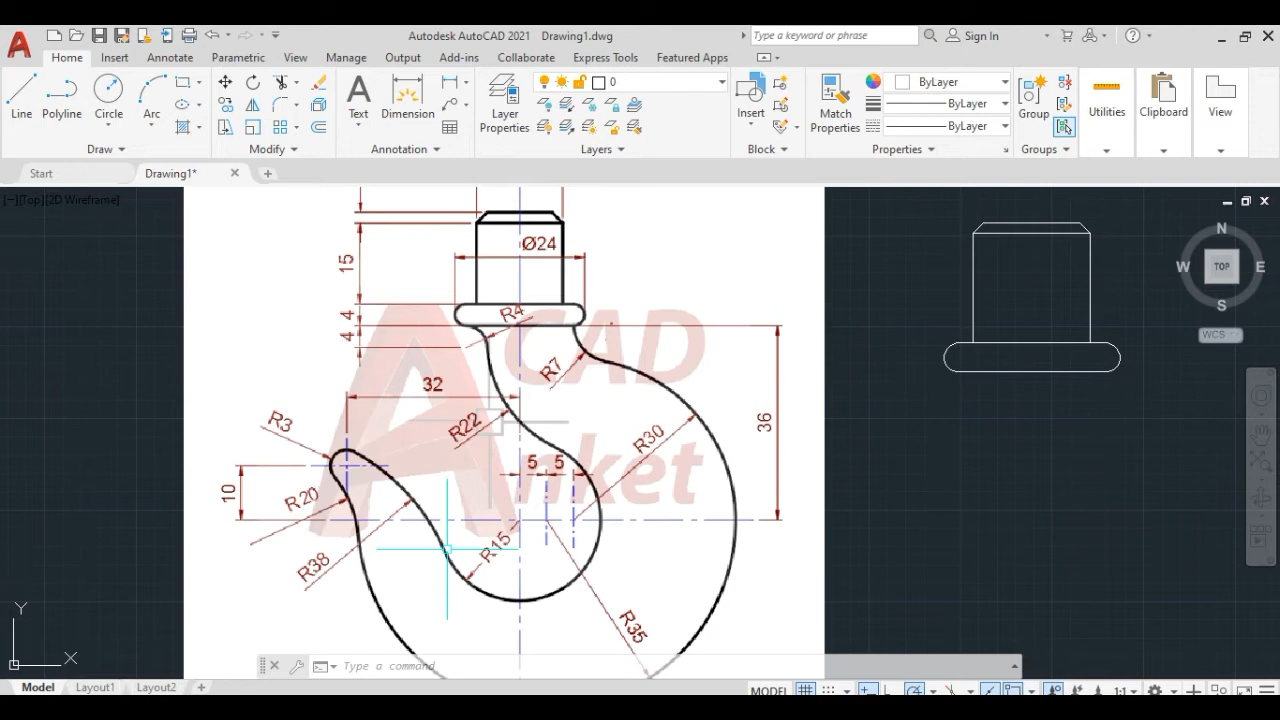 Autodesk AutoCAD 2021 Drawing1.dwg
Type a keyword or phrase
Sign In
Home Insert Annotate Parametric View Manage Output Add-ins Collaborate Express Tools Featured Apps
Line Polyline Circle Arc
Text Dimension
Layer Properties
0
Insert
Match Properties
ByLayer
ByLayer
ByLayer
Group
Utilities
Clipboard
View
Draw Modify Annotation Layers Block Properties Groups
Start
Drawing1*
[−][Top][2D Wireframe]
N
W TOP E
S
WCS
Ø24
15
4
R4
4
CAD
R7
32
36
R22
R3
R30
5 5
nket
10
R20
R15
R38
R35
Y
X
Type a command
Model Layout1 Layout2
MODEL
1:1